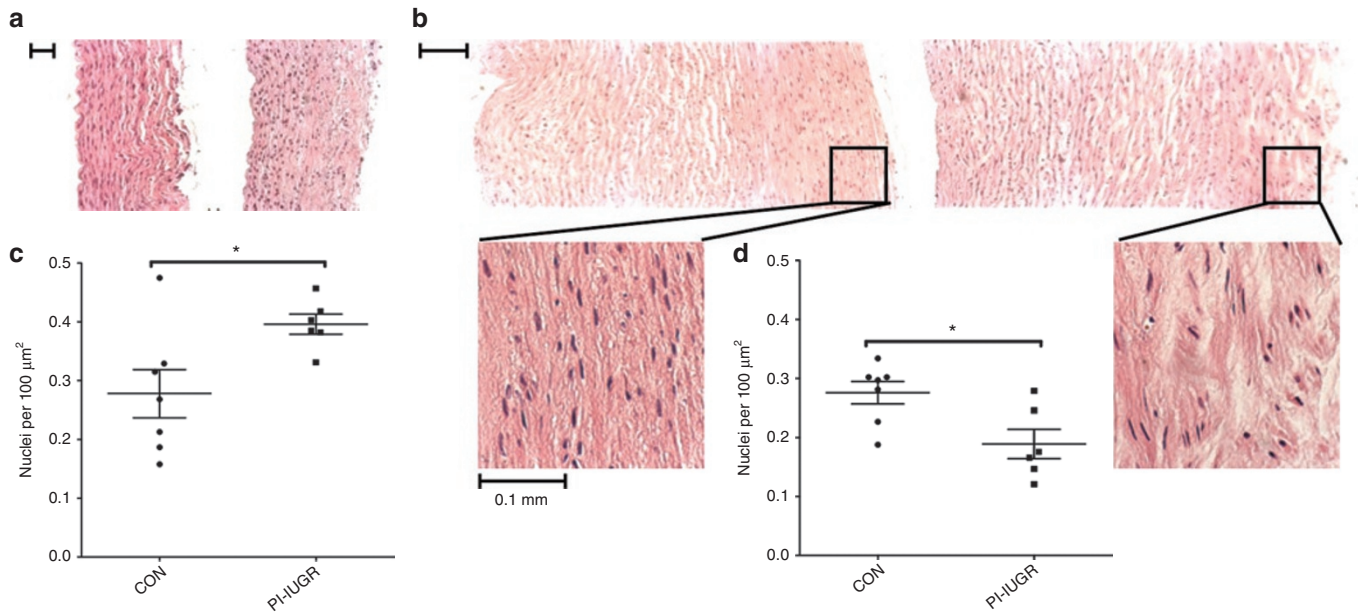 a
b
c
*
0.5
0.4
0.3
0.2
0.1
0.0
Nuclei per 100 μm²
CON
PI-IUGR
0.1 mm
d
*
0.5
0.4
0.3
0.2
0.1
0.0
Nuclei per 100 μm²
CON
PI-IUGR